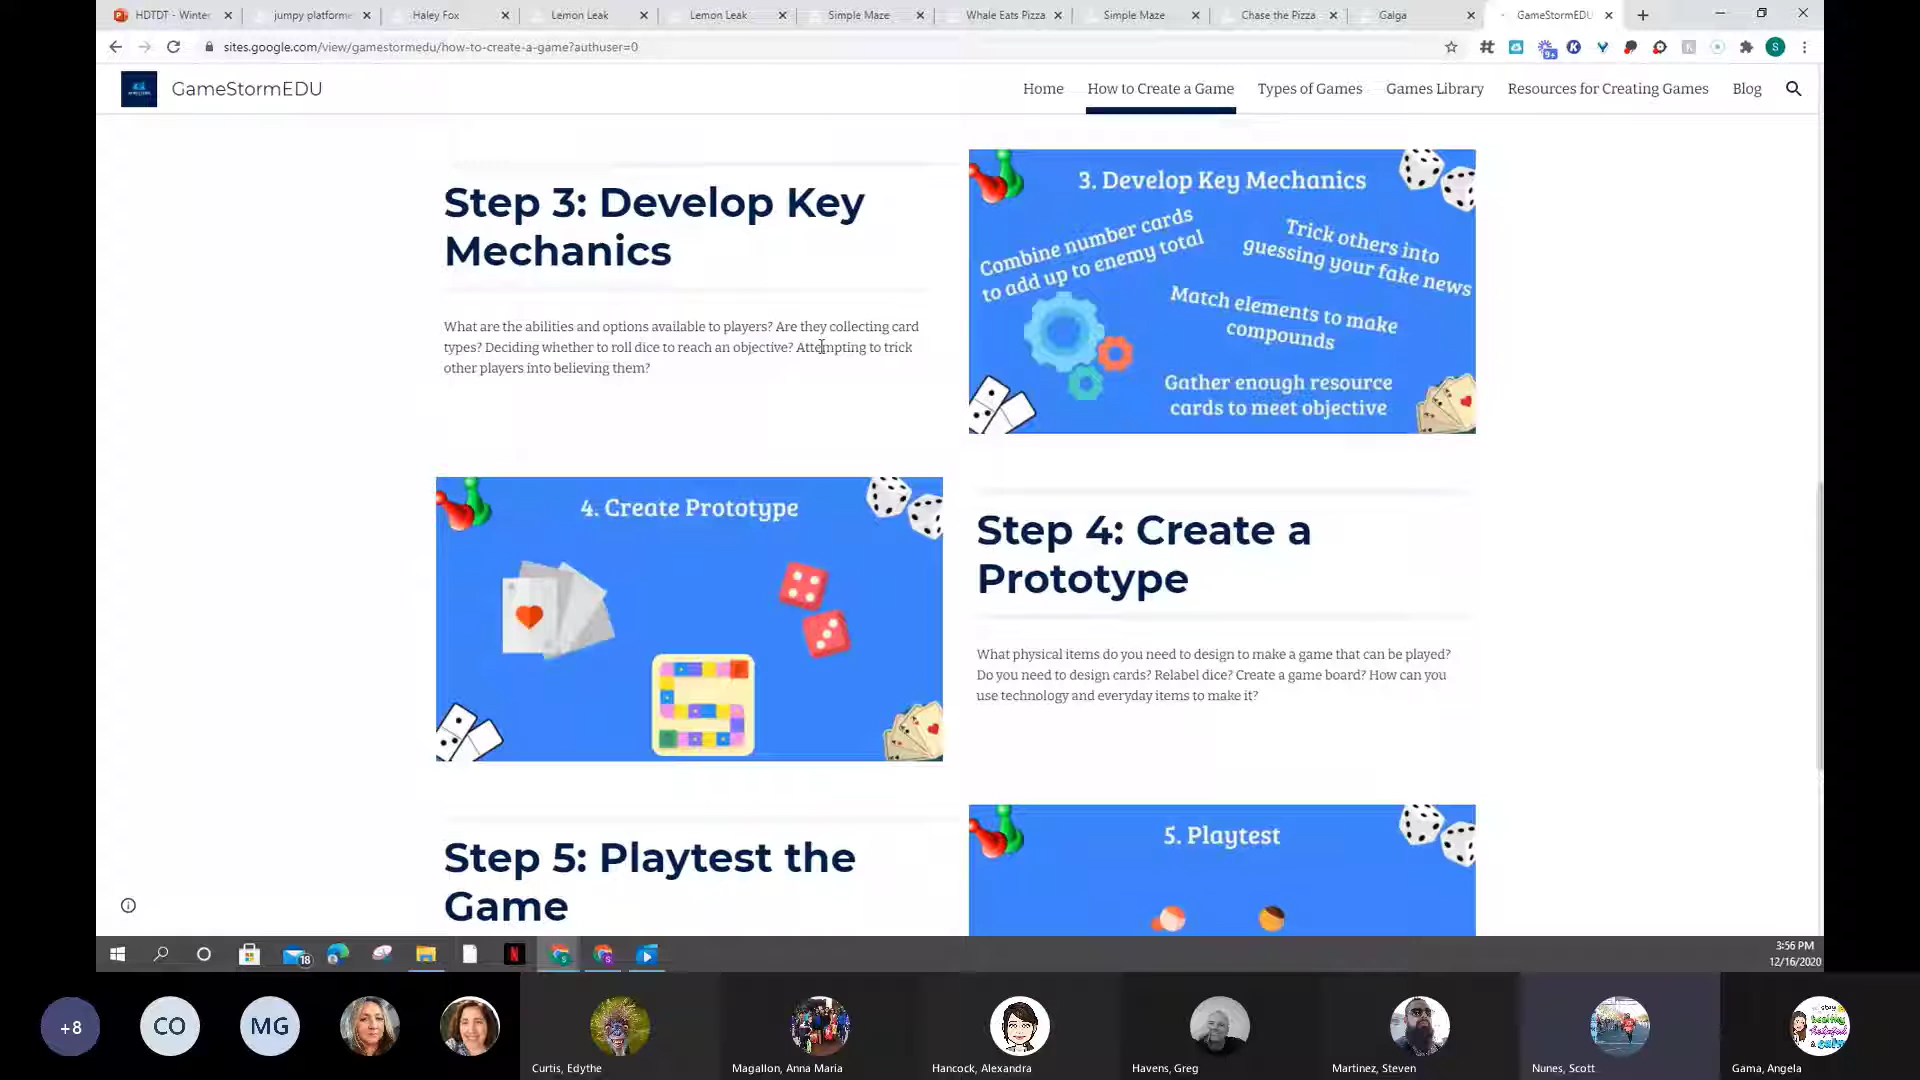 HDTDT - Winter
jumpy platforme
Haley Fox
Lemon Leak
Lemon Leak
Simple Maze
Whale Eats Pizza
Simple Maze
Chase the Pizza
Galga
GameStormEDU
sites.google.com/view/gamestormedu/how-to-create-a-game?authuser=0
9+
S
GameStormEDU
Home
How to Create a Game
Types of Games
Games Library
Resources for Creating Games
Blog
Step 3: Develop Key
Mechanics
What are the abilities and options available to players? Are they collecting card
types? Deciding whether to roll dice to reach an objective? Attempting to trick
other players into believing them?
3. Develop Key Mechanics
Combine number cards
to add up to enemy total
Trick others into
guessing your fake news
Match elements to make
compounds
Gather enough resource
cards to meet objective
4. Create Prototype
Step 4: Create a
Prototype
What physical items do you need to design to make a game that can be played?
Do you need to design cards? Relabel dice? Create a game board? How can you
use technology and everyday items to make it?
Step 5: Playtest the
Game
5. Playtest
18
3:56 PM
12/16/2020
+8
CO
MG
Curtis, Edythe
Magallon, Anna Maria
Hancock, Alexandra
Havens, Greg
Martinez, Steven
Nunes, Scott
Gama, Angela
stay
healthy
hopeful
& calm